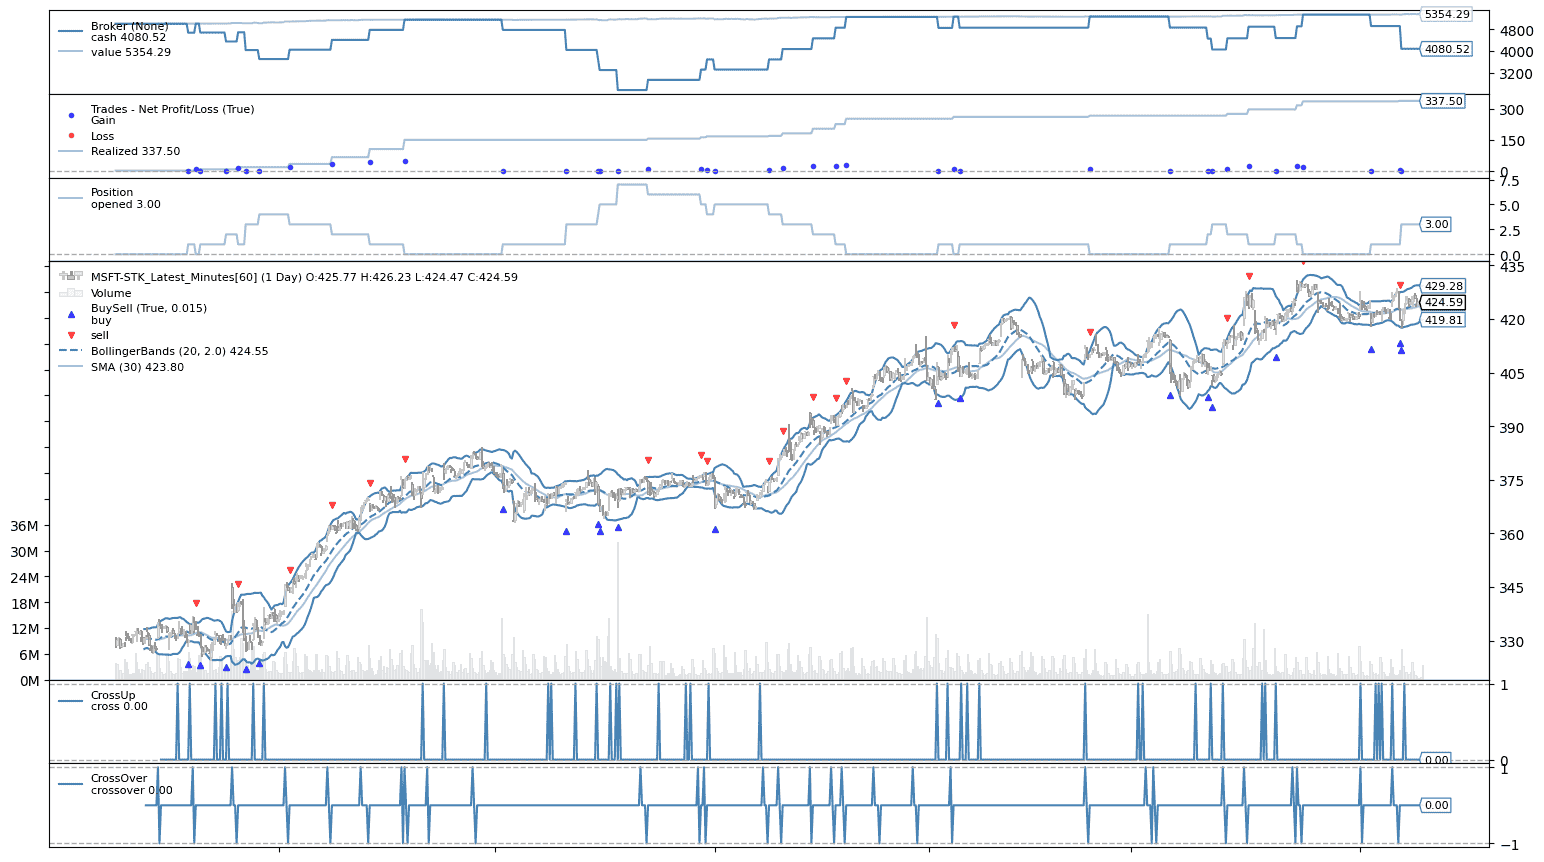 Broker (None)
cash 4080.52
value 5354.29
5354.29
4800
4080.52
4000
3200
Trades - Net Profit/Loss (True)
Gain
Loss
Realized 337.50
337.50
300
150
0
Position
opened 3.00
7.5
5.0
3.00
2.5
0.0
MSFT-STK_Latest_Minutes[60] (1 Day) O:425.77 H:426.23 L:424.47 C:424.59
Volume
BuySell (True, 0.015)
buy
sell
BollingerBands (20, 2.0) 424.55
SMA (30) 423.80
435
429.28
424.59
419.81
420
405
390
375
360
345
330
36M
30M
24M
18M
12M
6M
0M
CrossUp
cross 0.00
1
0.00
0
CrossOver
crossover 0.00
1
0.00
−1